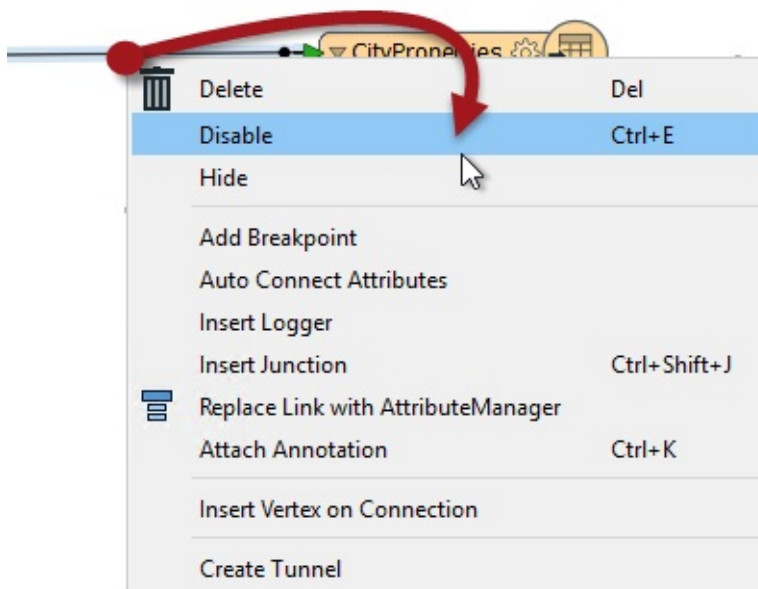 CityProperties
Delete Del
Disable Ctrl+E
Hide
Add Breakpoint
Auto Connect Attributes
Insert Logger
Insert Junction Ctrl+Shift+J
Replace Link with AttributeManager
Attach Annotation Ctrl+K
Insert Vertex on Connection
Create Tunnel